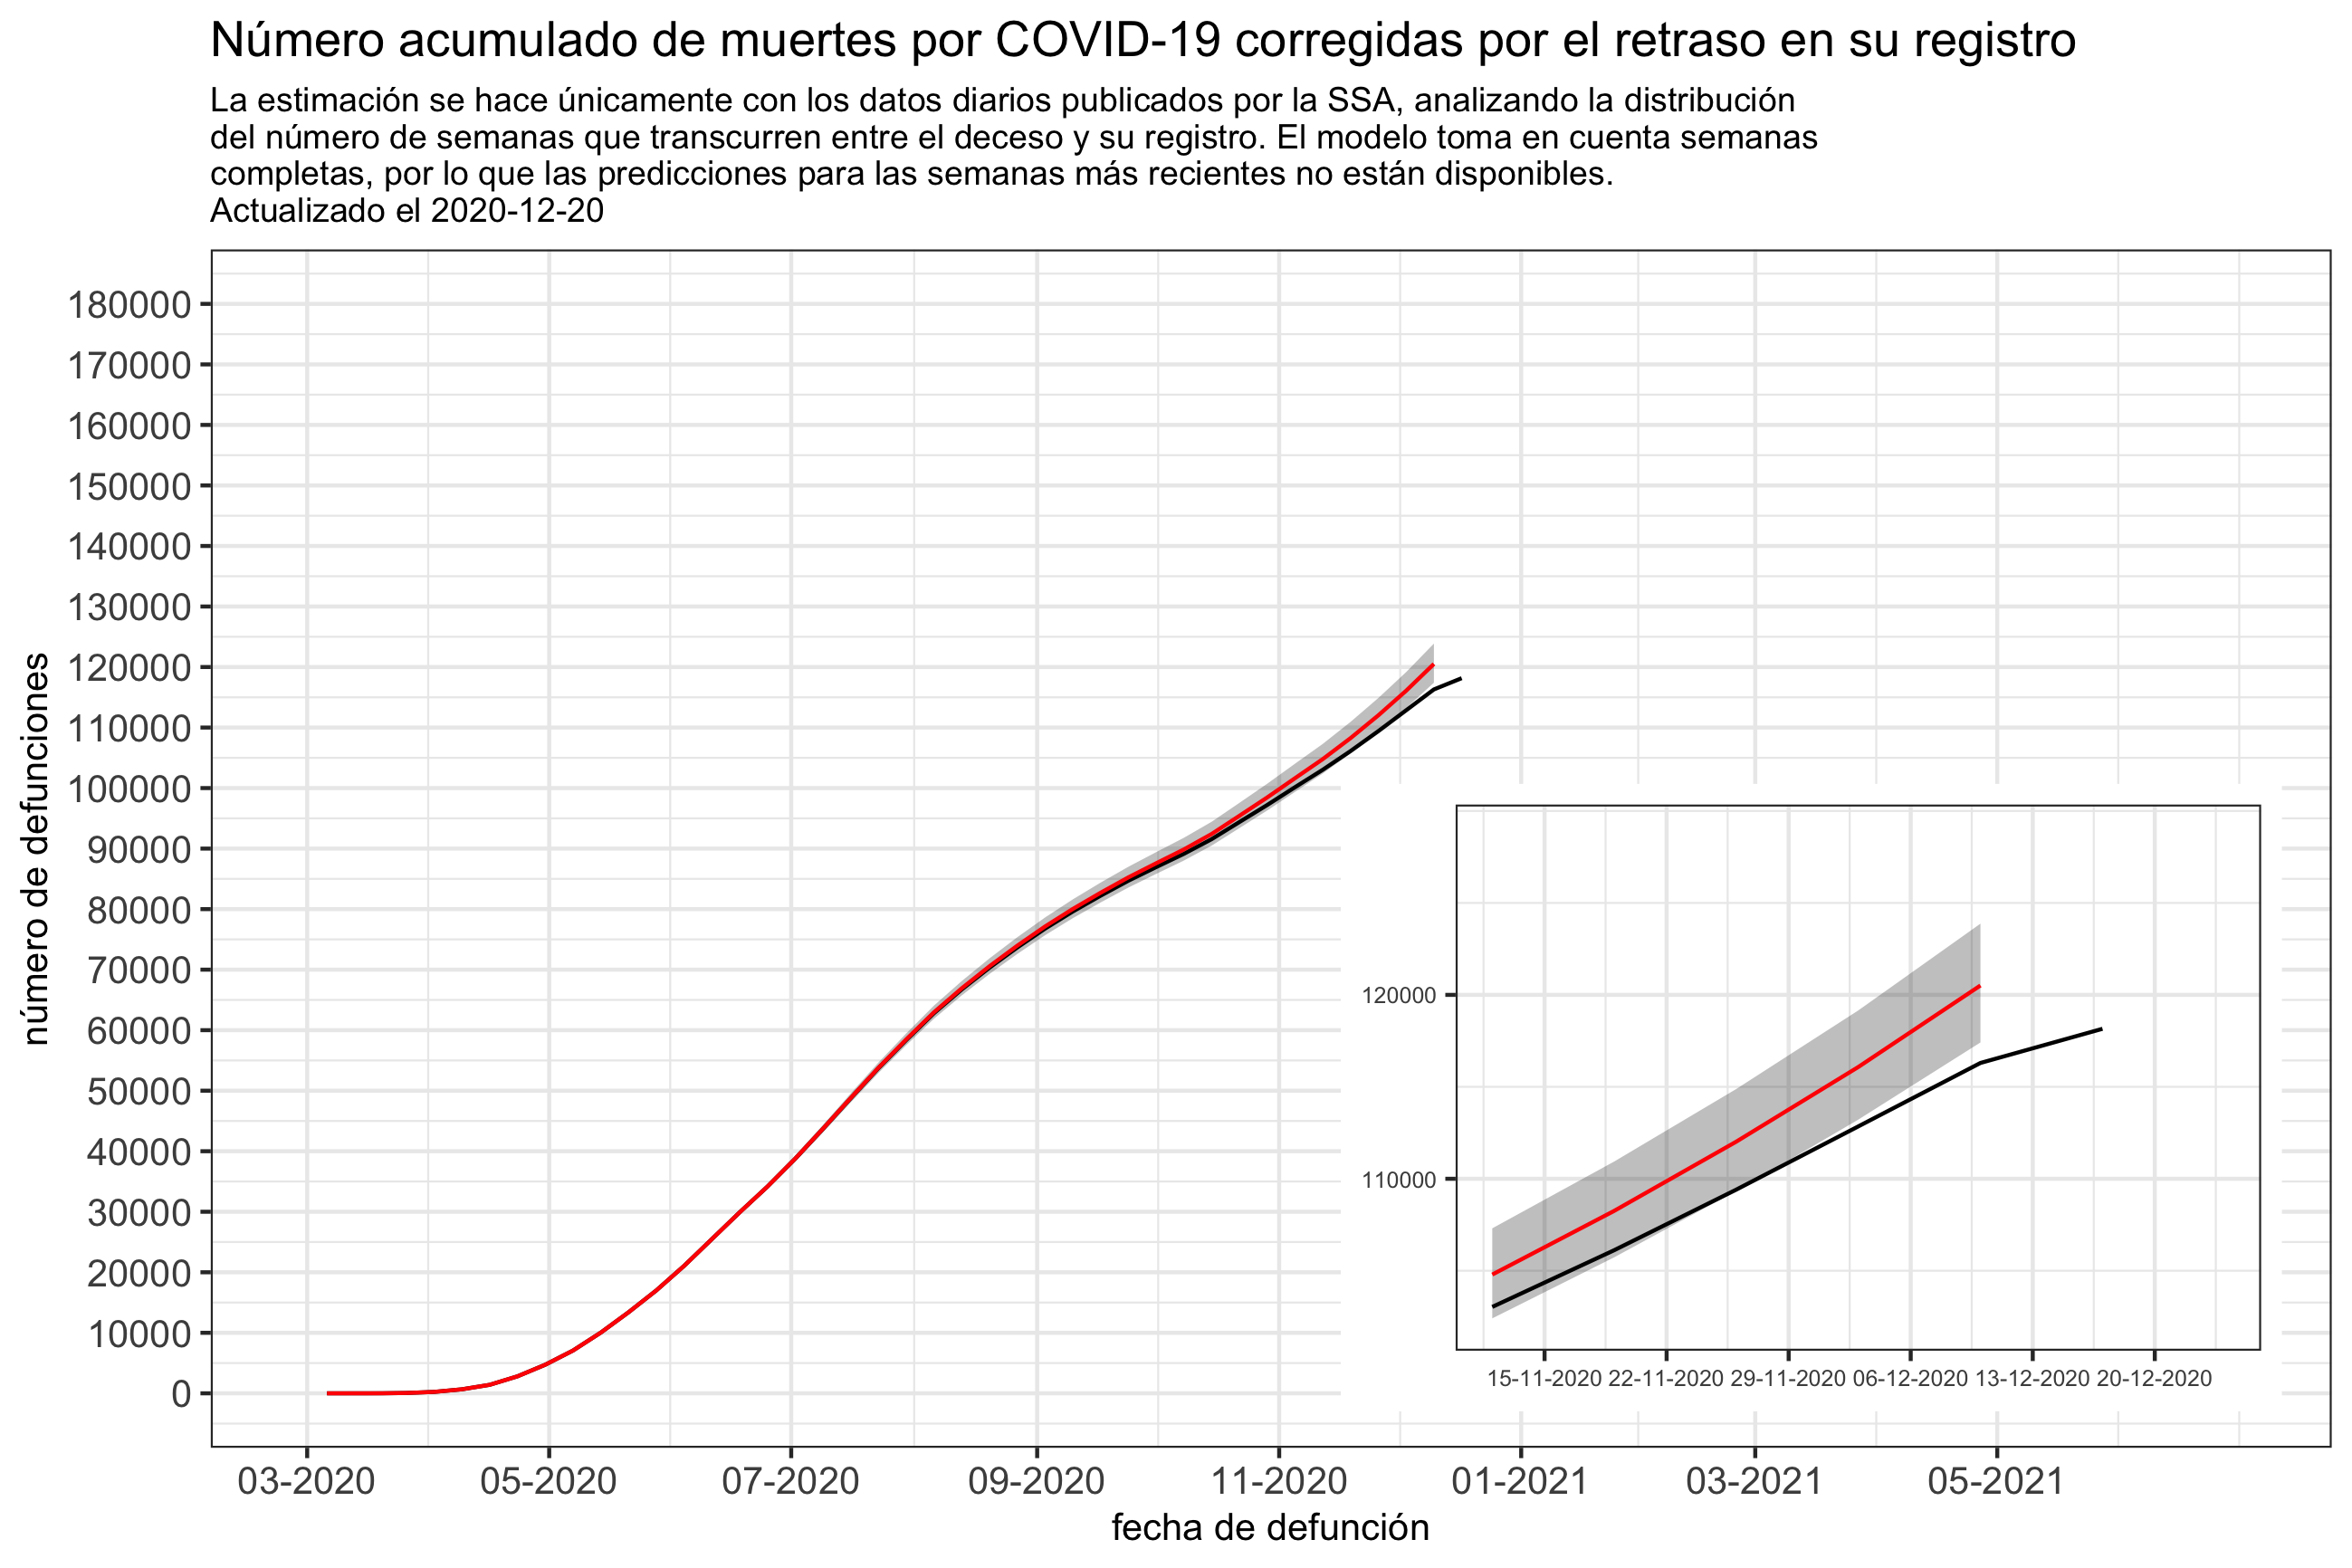 Número acumulado de muertes por COVID-19 corregidas por el retraso en su registro
La estimación se hace únicamente con los datos diarios publicados por la SSA, analizando la distribución
del número de semanas que transcurren entre el deceso y su registro. El modelo toma en cuenta semanas
completas, por lo que las predicciones para las semanas más recientes no están disponibles.
Actualizado el 2020-12-20
número de defunciones
180000
170000
160000
150000
140000
130000
120000
110000
100000
90000
80000
70000
60000
50000
40000
30000
20000
10000
0
120000
110000
15-11-2020 22-11-2020 29-11-2020 06-12-2020 13-12-2020 20-12-2020
03-2020 05-2020 07-2020 09-2020 11-2020 01-2021 03-2021 05-2021
fecha de defunción